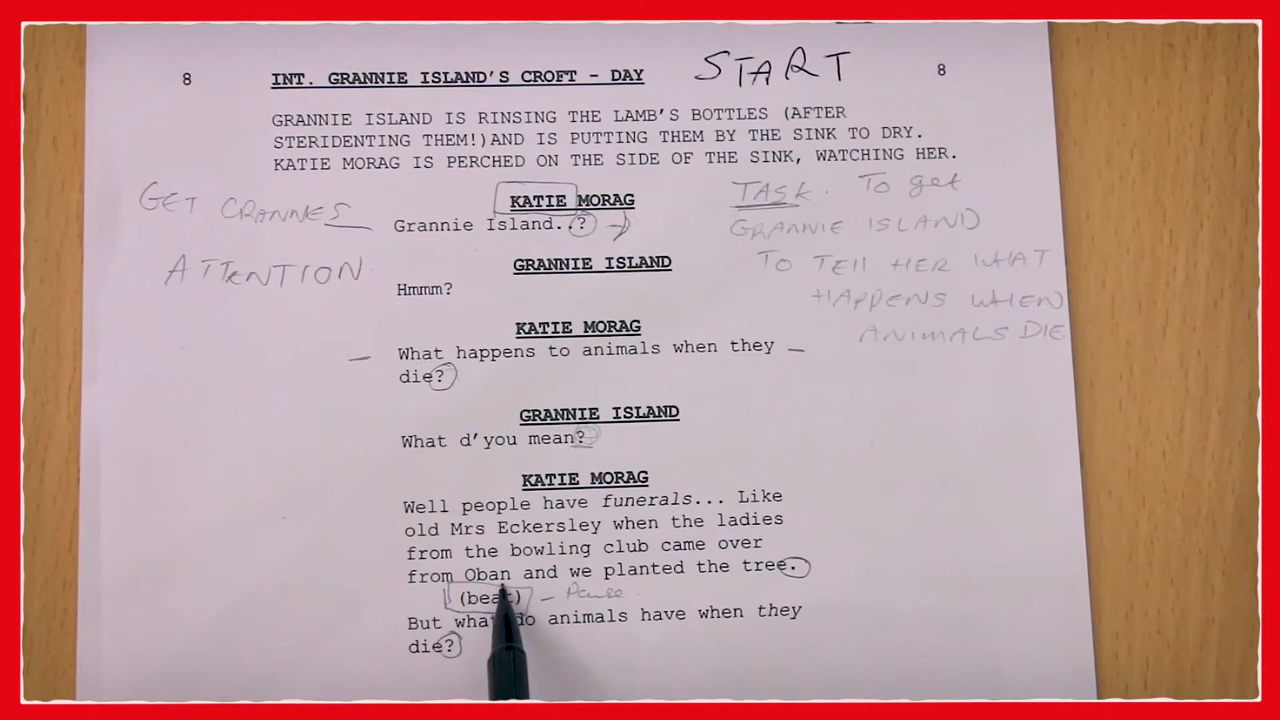 8 INT. GRANNIE ISLAND'S CROFT - DAY START 8
GRANNIE ISLAND IS RINSING THE LAMB'S BOTTLES (AFTER
STERIDENTING THEM!)AND IS PUTTING THEM BY THE SINK TO DRY.
KATIE MORAG IS PERCHED ON THE SIDE OF THE SINK, WATCHING HER.
GET GRANNIES
ATTENTION
KATIE MORAG
Grannie Island..?
TASK. To get
GRANNIE ISLAND
TO TELL HER WHAT
HAPPENS WHEN
ANIMALS DIE
GRANNIE ISLAND
Hmmm?
KATIE MORAG
What happens to animals when they
die?
GRANNIE ISLAND
What d'you mean?
KATIE MORAG
Well people have funerals... Like
old Mrs Eckersley when the ladies
from the bowling club came over
from Oban and we planted the tree.
(beat) - Pause
But what do animals have when they
die?